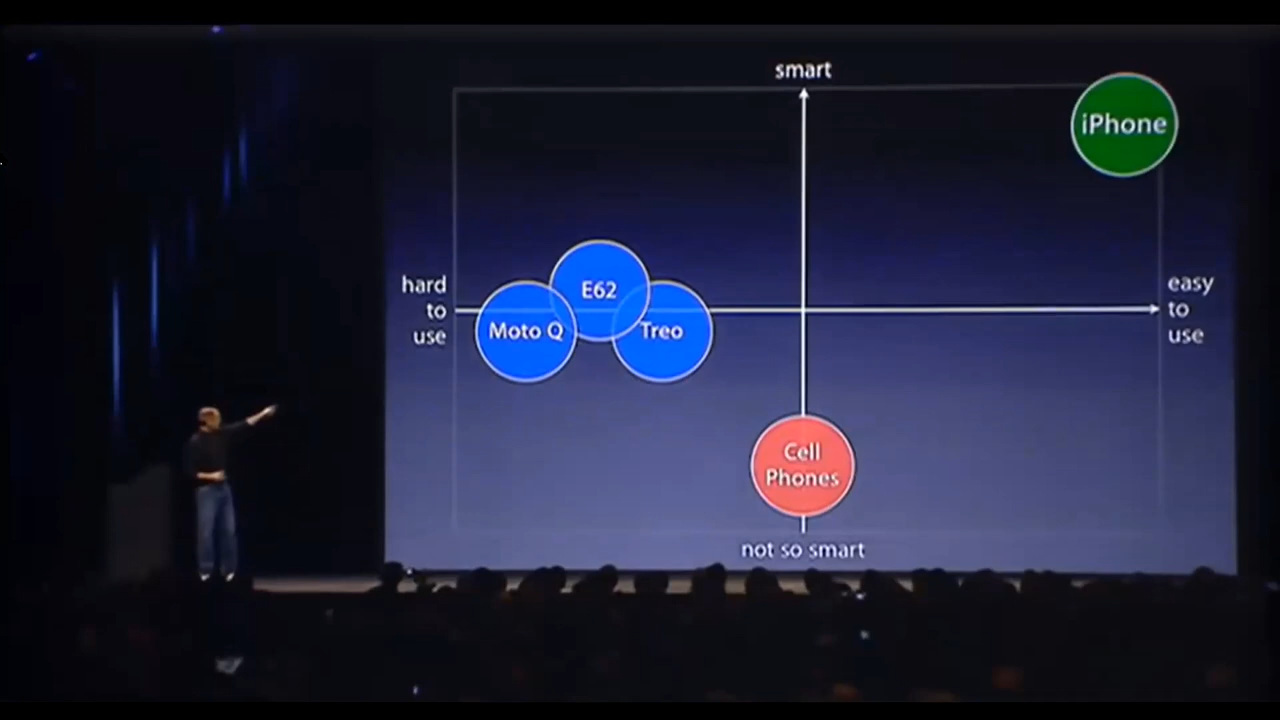 smart
iPhone
hard
to
use
E62
Moto Q
Treo
easy
to
use
Cell
Phones
not so smart